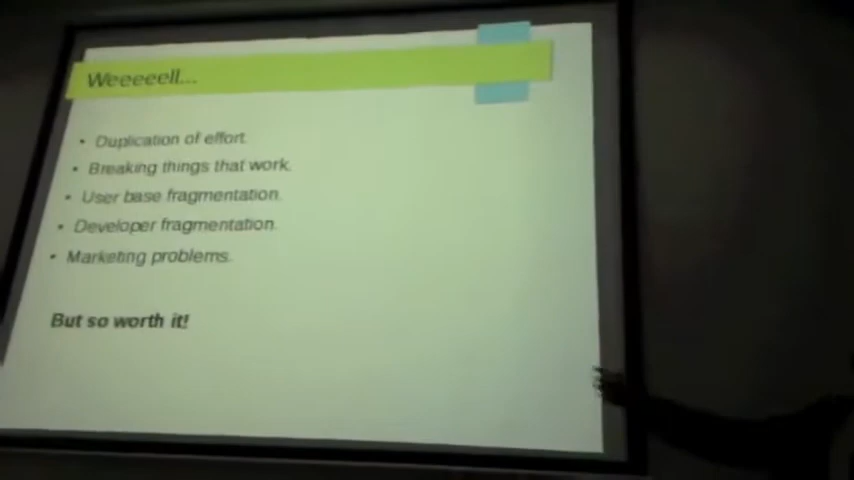 Weeeeell...
• Duplication of effort.
• Breaking things that work.
• User base fragmentation.
• Developer fragmentation.
• Marketing problems.
But so worth it!